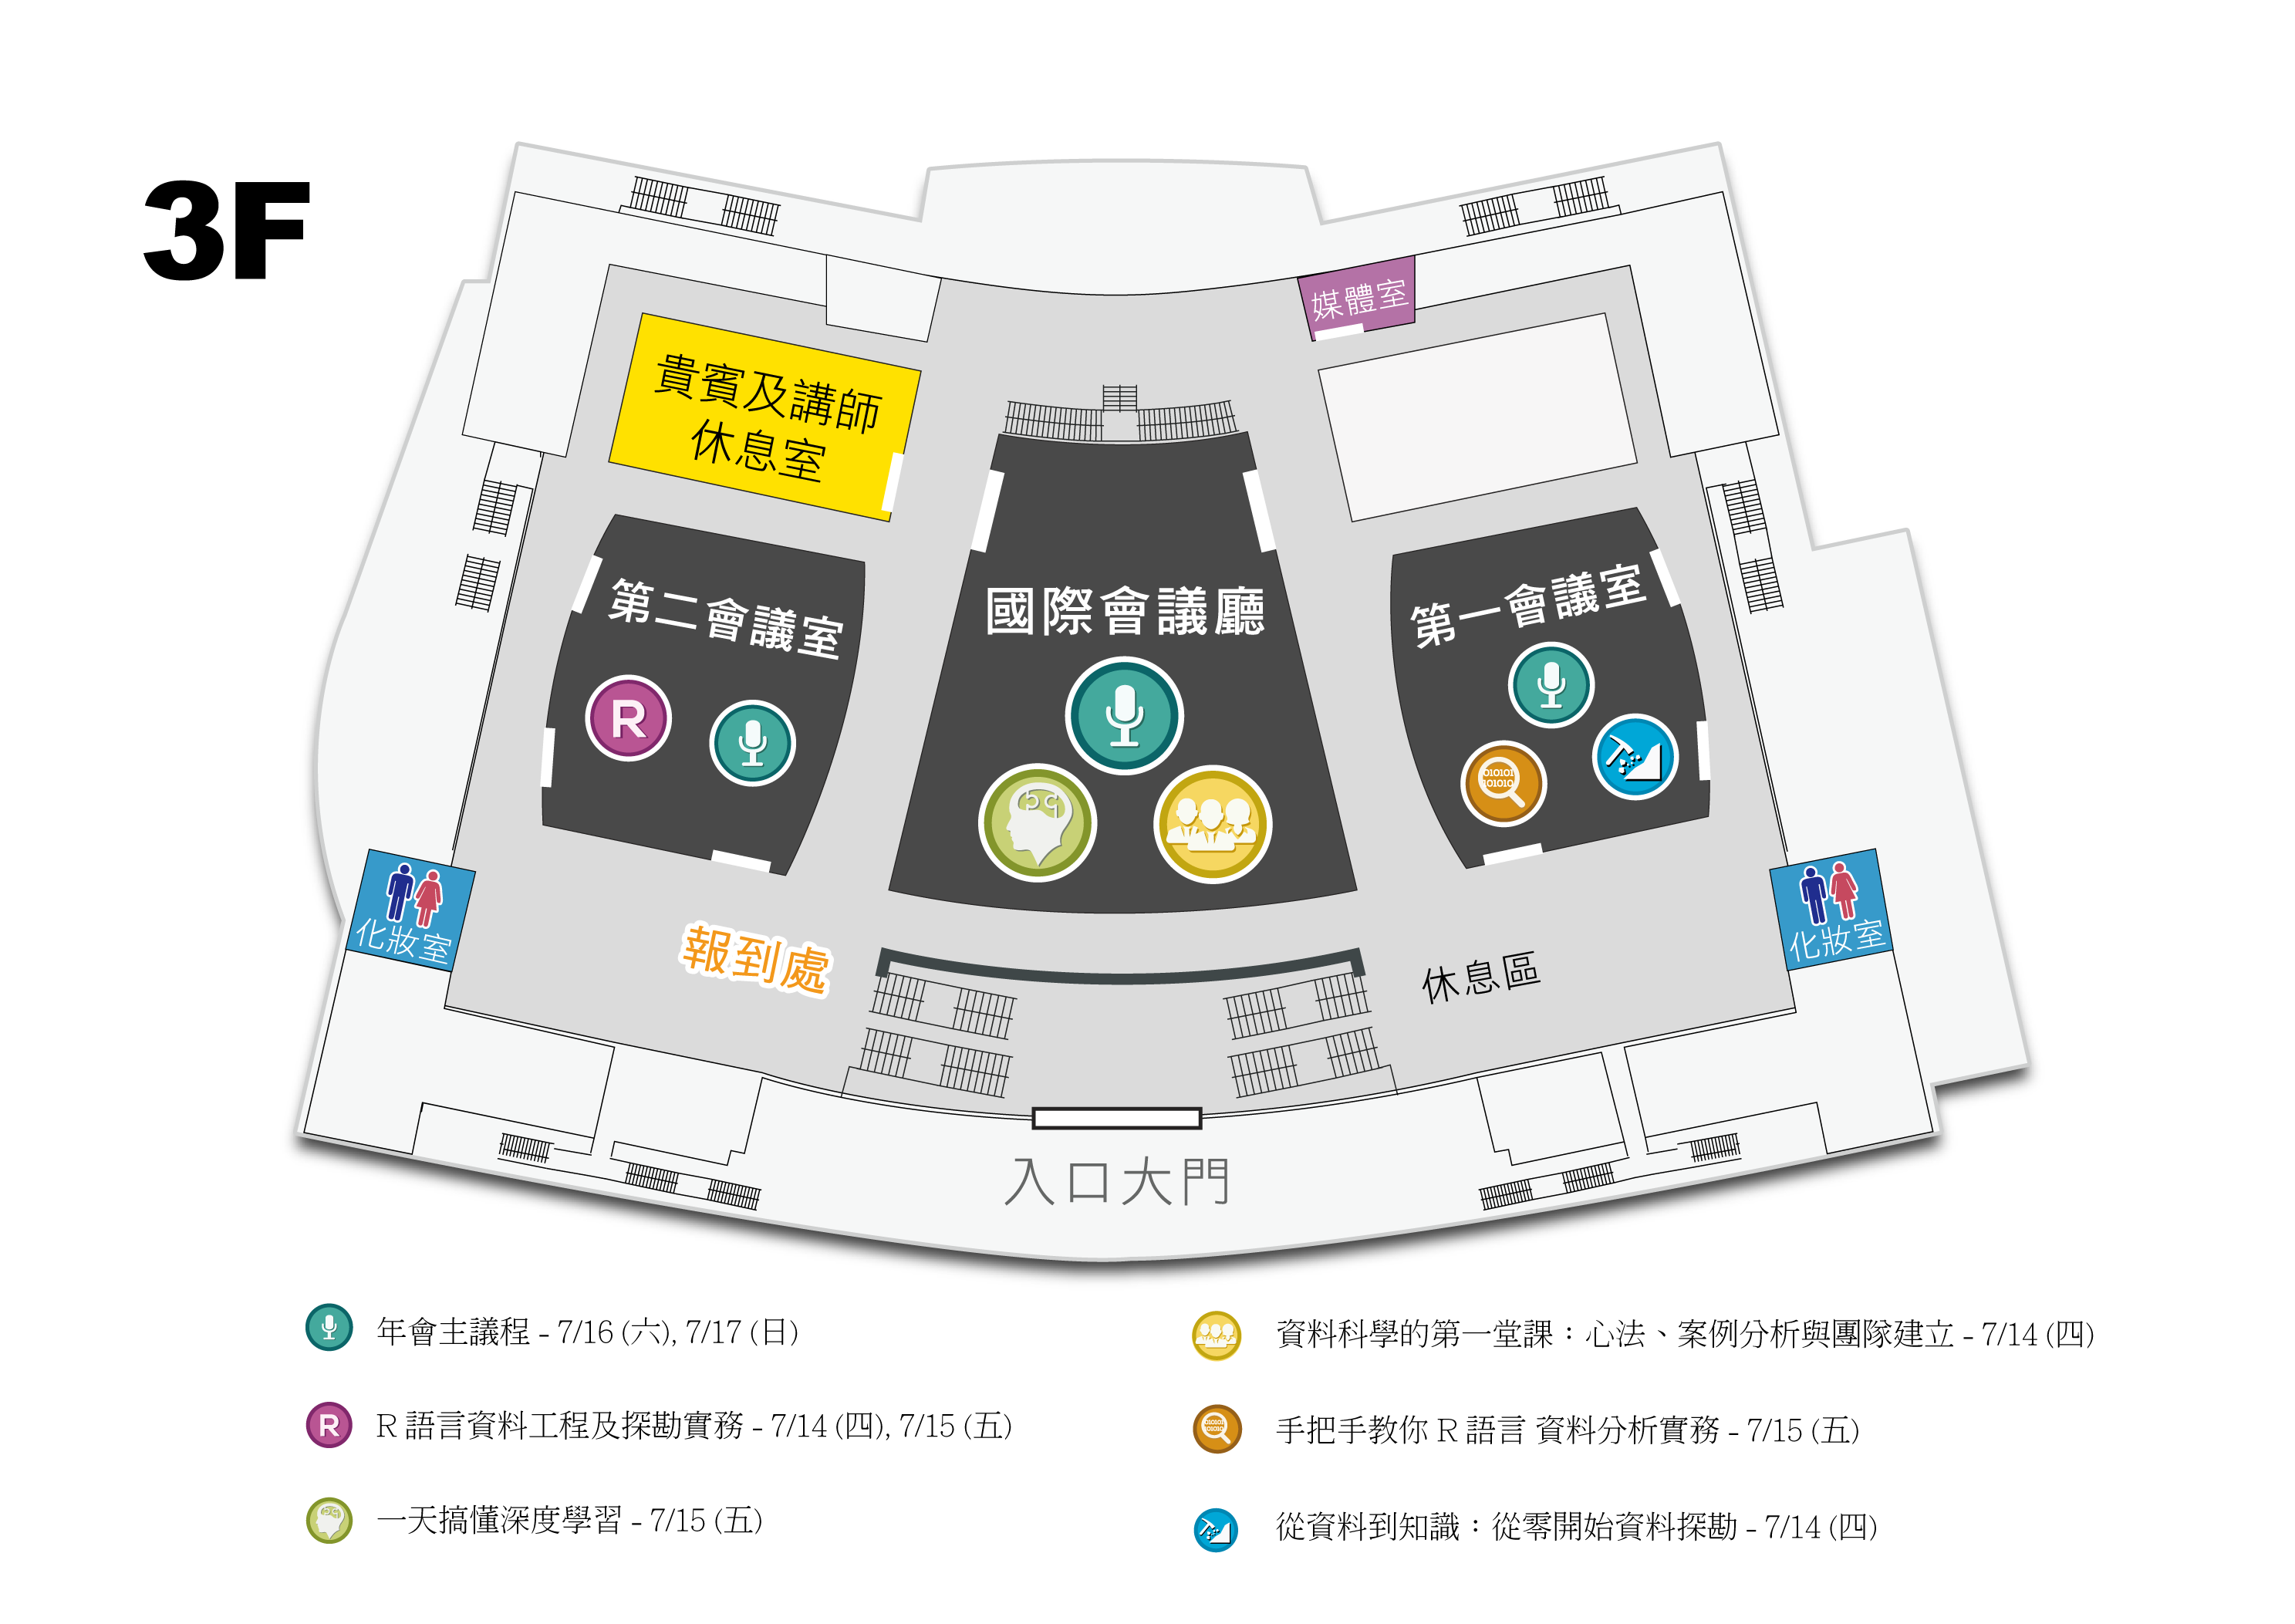 3F
媒體室
貴賓及講師
休息室
第二會議室
國際會議廳
第一會議室
R
010101
101010
化妝室
化妝室
報到處
休息區
入口大門
年會主議程 - 7/16 (六), 7/17 (日)
資料科學的第一堂課：心法、案例分析與團隊建立 - 7/14 (四)
R
R 語言資料工程及探勘實務 - 7/14 (四), 7/15 (五)
010101
101010
手把手教你 R 語言 資料分析實務 - 7/15 (五)
一天搞懂深度學習 - 7/15 (五)
從資料到知識：從零開始資料探勘 - 7/14 (四)